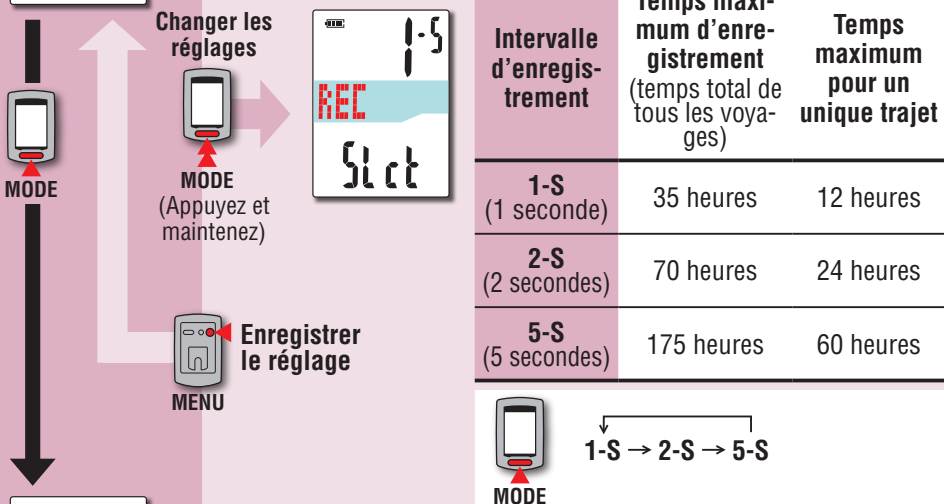 Changer les
réglages
MODE
MODE
(Appuyez et
maintenez)
1-S
REC
SLct
Enregistrer
le réglage
MENU
Intervalle
d'enregis-
trement
Temps maxi-
mum d'enre-
gistrement
(temps total de
tous les voya-
ges)
Temps
maximum
pour un
unique trajet
1-S
(1 seconde)
35 heures
12 heures
2-S
(2 secondes)
70 heures
24 heures
5-S
(5 secondes)
175 heures
60 heures
1-S → 2-S → 5-S
MODE